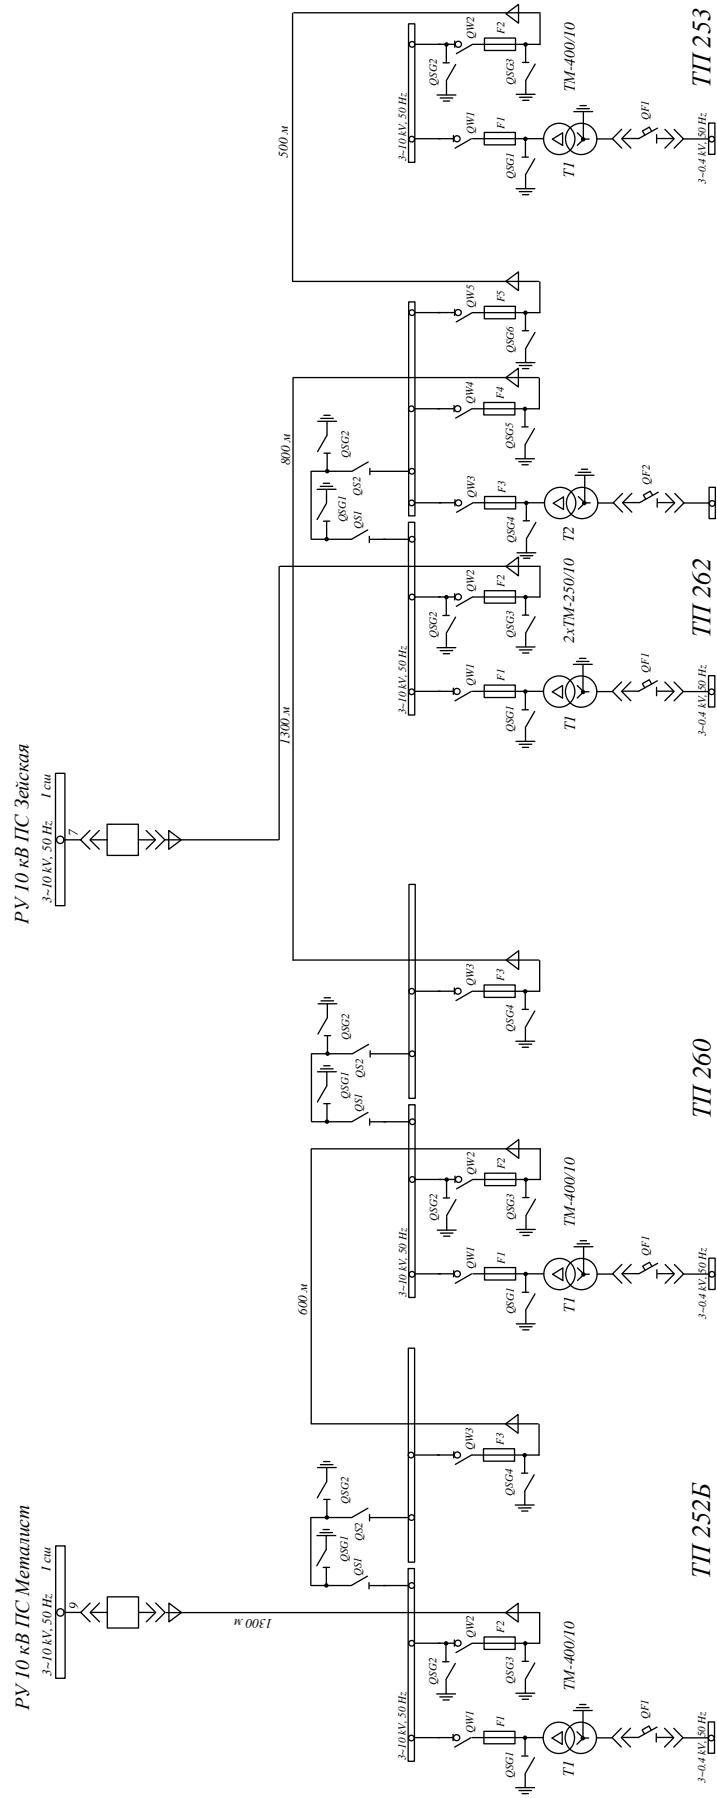 РУ 10 кВ ПС Металист
3~10 kV, 50 Hz
1 сш
9
1300 м
3~10 kV, 50 Hz
QW1
F1
QSG1
T1
QF1
3~0.4 kV, 50 Hz
QSG2
QW2
F2
QSG3
ТМ-400/10
QS1
QSG1
QS2
QSG2
QW3
F3
QSG4
ТП 252Б
600 м
3~10 kV, 50 Hz
QW1
F1
QSG1
T1
QF1
3~0.4 kV, 50 Hz
QSG2
QW2
F2
QSG3
ТМ-400/10
QS1
QSG1
QS2
QSG2
QW3
F3
QSG4
ТП 260
РУ 10 кВ ПС Зейская
3~10 kV, 50 Hz
1 сш
7
1300 м
800 м
3~10 kV, 50 Hz
QW1
F1
QSG1
T1
QF1
3~0.4 kV, 50 Hz
QSG2
QW2
F2
QSG3
2хТМ-250/10
QS1
QSG1
QS2
QSG2
QW3
F3
QSG4
T2
QF2
QW4
F4
QSG5
QW5
F5
QSG6
ТП 262
500 м
3~10 kV, 50 Hz
QW1
F1
QSG1
T1
QF1
3~0.4 kV, 50 Hz
QSG2
QW2
F2
QSG3
ТМ-400/10
ТП 253